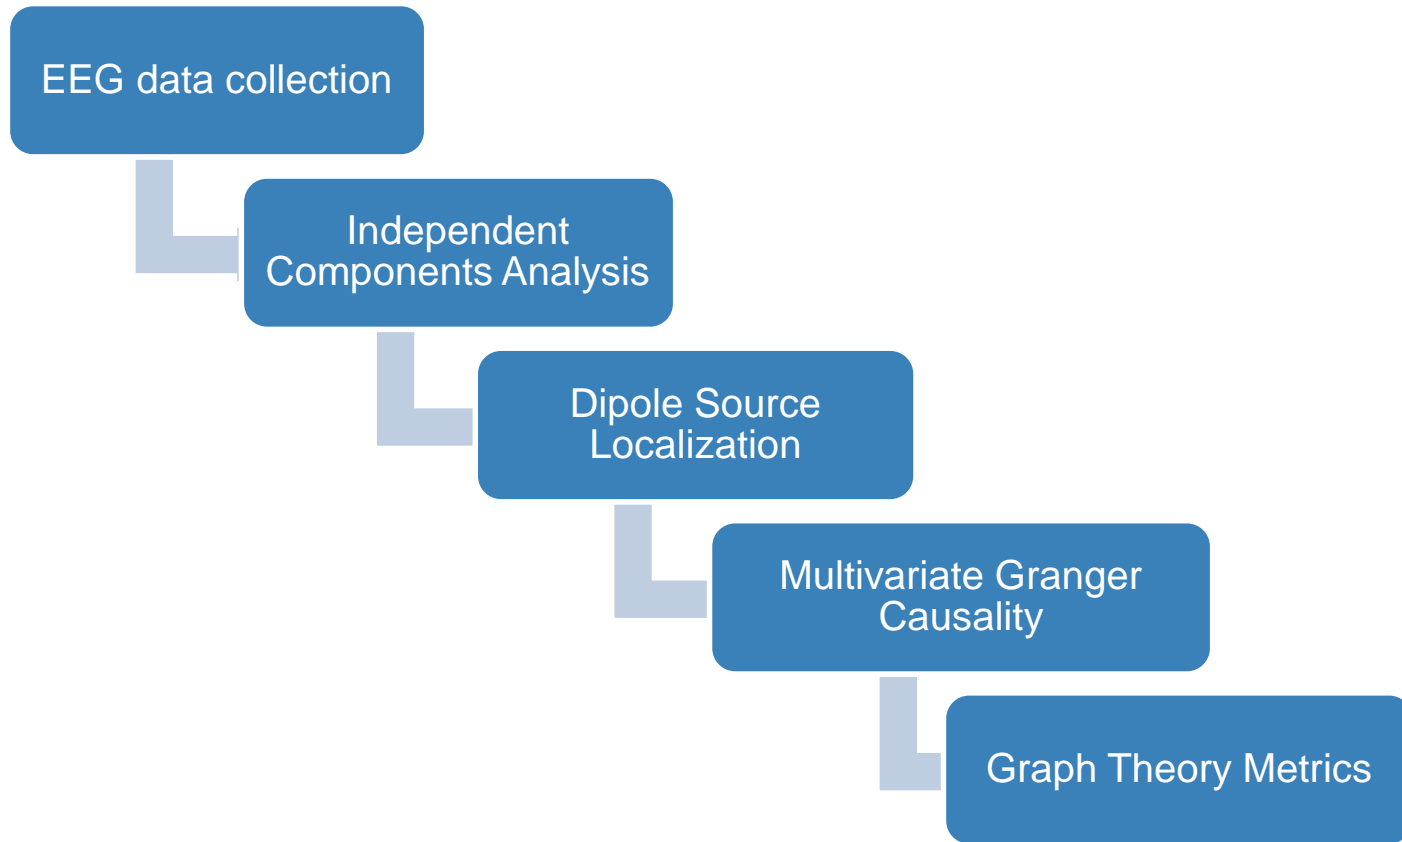 EEG data collection
Independent
Components Analysis
Dipole Source
Localization
Multivariate Granger
Causality
Graph Theory Metrics